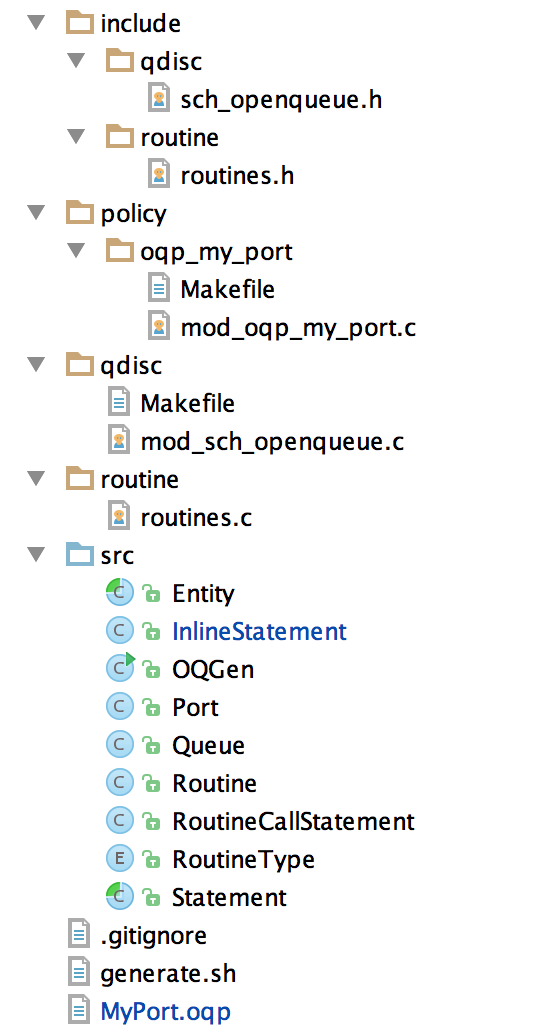 include
qdisc
sch_openqueue.h
routine
routines.h
policy
oqp_my_port
Makefile
mod_oqp_my_port.c
qdisc
Makefile
mod_sch_openqueue.c
routine
routines.c
src
C Entity
C InlineStatement
C OQGen
C Port
C Queue
C Routine
C RoutineCallStatement
E RoutineType
C Statement
.gitignore
generate.sh
MyPort.oqp